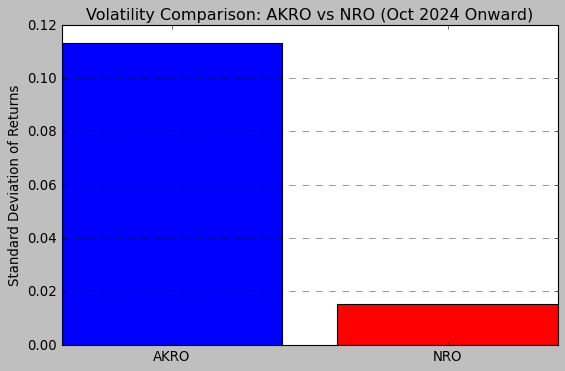 Volatility Comparison: AKRO vs NRO (Oct 2024 Onward)
Standard Deviation of Returns
0.12
0.10
0.08
0.06
0.04
0.02
0.00
AKRO
NRO